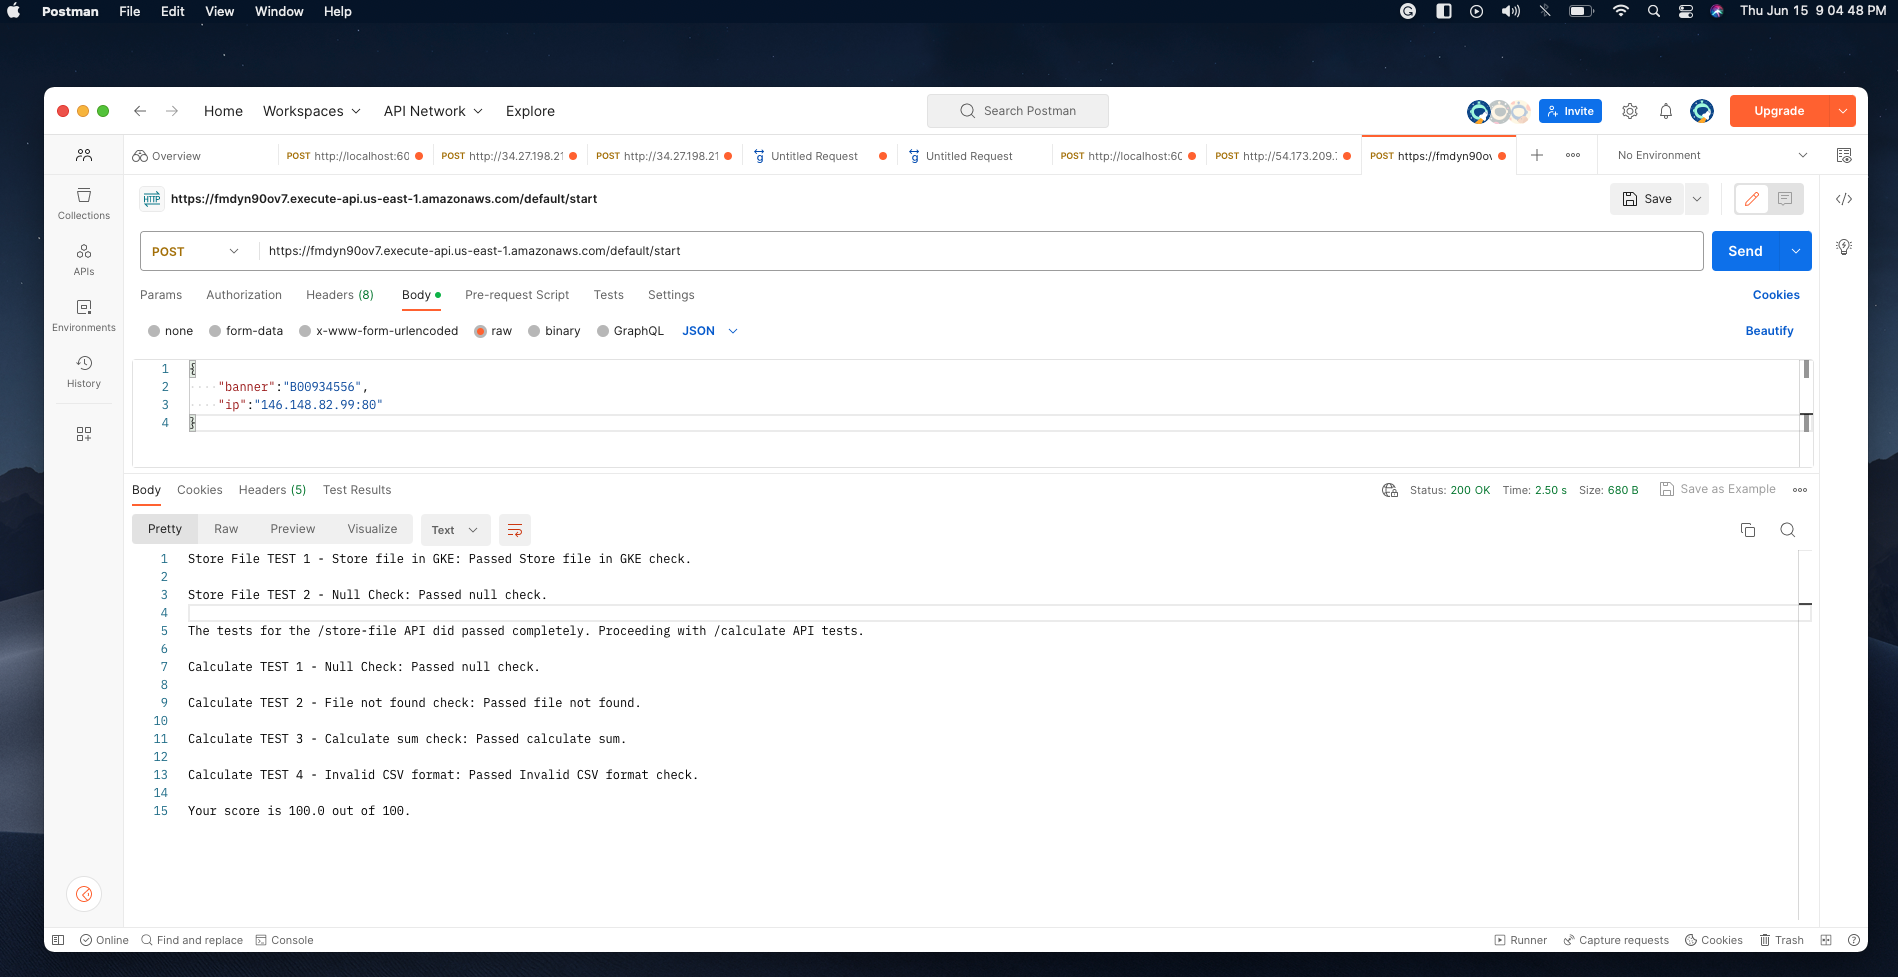 Postman File Edit View Window Help
Thu Jun 15 9 04 48 PM
Home Workspaces API Network Explore
Search Postman
Invite
Upgrade
Overview
POST http://localhost:60
POST http://34.27.198.21
POST http://34.27.198.21
Untitled Request
Untitled Request
POST http://localhost:60
POST http://54.173.209.
POST https://fmdyn90ov
No Environment
Collections
APIs
Environments
History
HTTP https://fmdyn90ov7.execute-api.us-east-1.amazonaws.com/default/start
Save
POST https://fmdyn90ov7.execute-api.us-east-1.amazonaws.com/default/start
Send
Params Authorization Headers (8) Body Pre-request Script Tests Settings
Cookies
none form-data x-www-form-urlencoded raw binary GraphQL JSON
Beautify
1 {
2 "banner":"B00934556",
3 "ip":"146.148.82.99:80"
4 }
Body Cookies Headers (5) Test Results
Status: 200 OK Time: 2.50 s Size: 680 B Save as Example
Pretty Raw Preview Visualize Text
1 Store File TEST 1 - Store file in GKE: Passed Store file in GKE check.
2
3 Store File TEST 2 - Null Check: Passed null check.
4
5 The tests for the /store-file API did passed completely. Proceeding with /calculate API tests.
6
7 Calculate TEST 1 - Null Check: Passed null check.
8
9 Calculate TEST 2 - File not found check: Passed file not found.
10
11 Calculate TEST 3 - Calculate sum check: Passed calculate sum.
12
13 Calculate TEST 4 - Invalid CSV format: Passed Invalid CSV format check.
14
15 Your score is 100.0 out of 100.
Online Find and replace Console
Runner Capture requests Cookies Trash